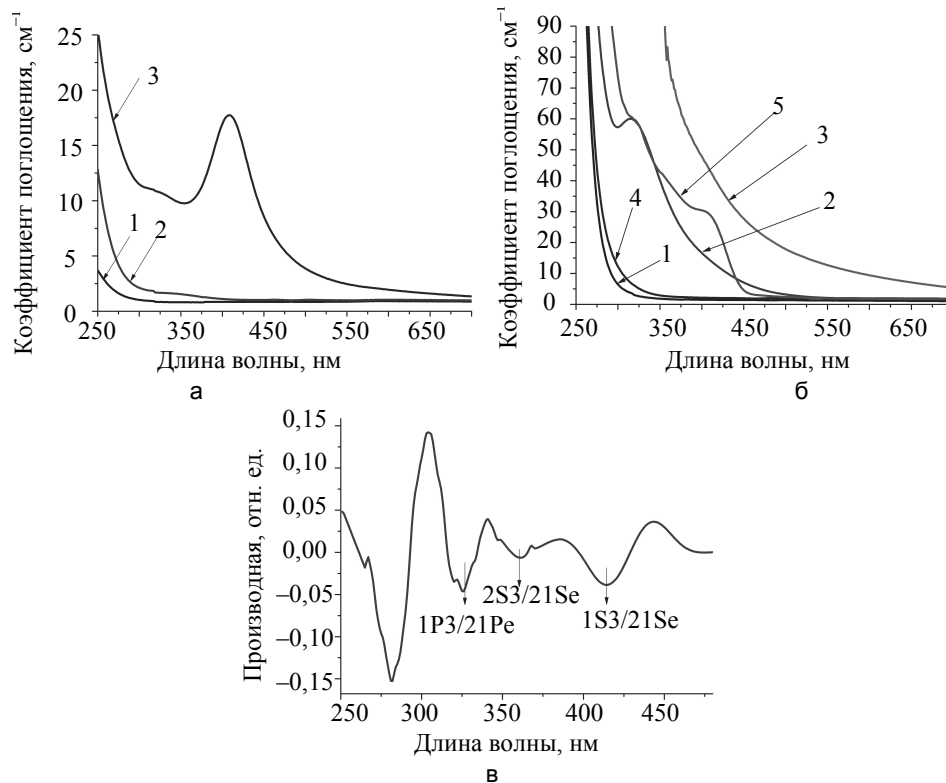 Коэффициент поглощения, см⁻¹
25
20
15
10
5
0
3
1
2
250 350 450 550 650
Длина волны, нм
а
Коэффициент поглощения, см⁻¹
90
80
70
60
50
40
30
20
10
0
5
3
4
2
1
250 350 450 550 650
Длина волны, нм
б
Производная, отн. ед.
0,15
0,10
0,05
0,00
–0,05
–0,10
–0,15
1P3/21Pe
2S3/21Se
1S3/21Se
250 300 350 400 450
Длина волны, нм
в